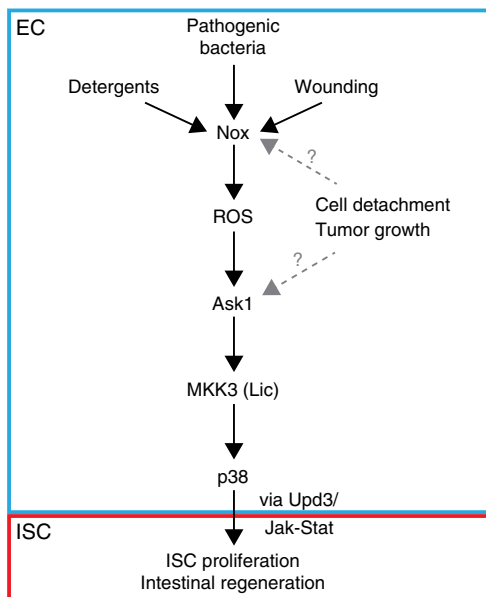 EC
Pathogenic
bacteria
Detergents
Wounding
Nox
?
Cell detachment
Tumor growth
ROS
?
Ask1
MKK3 (Lic)
p38
via Upd3/
ISC
Jak-Stat
ISC proliferation
Intestinal regeneration